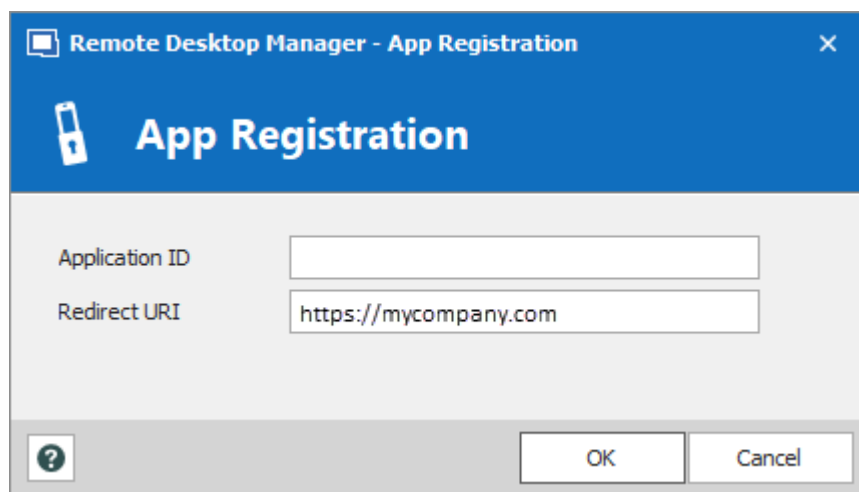 Remote Desktop Manager - App Registration
App Registration
Application ID
Redirect URI https://mycompany.com
? OK Cancel